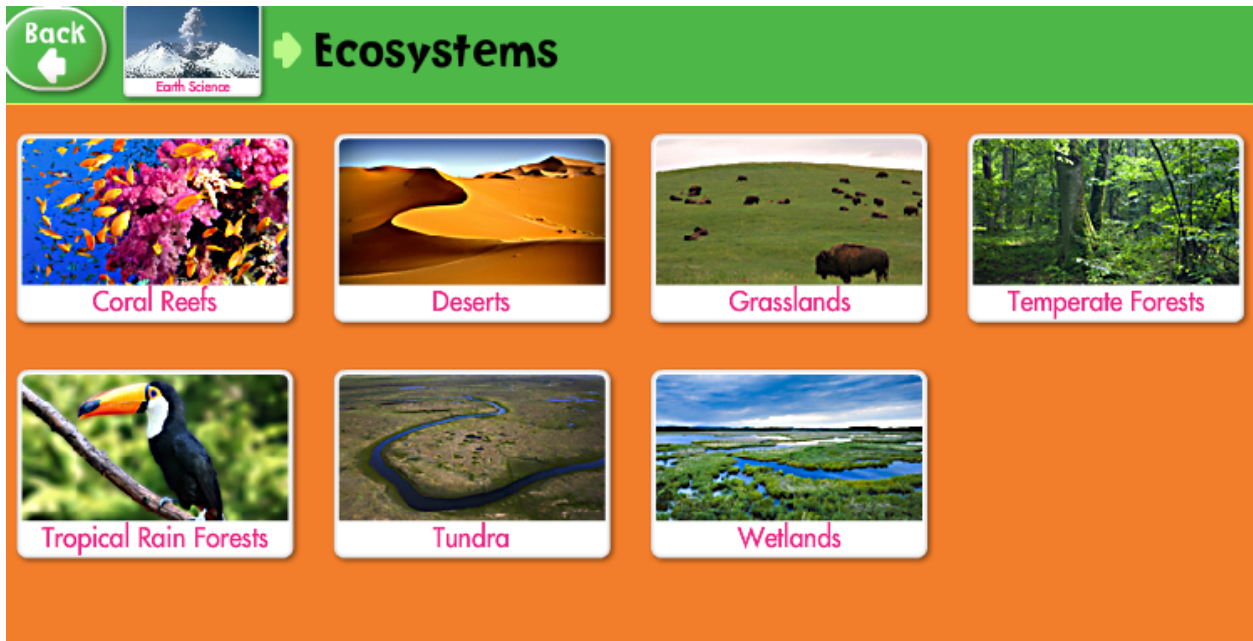 Back
Earth Science
Ecosystems
Coral Reefs
Deserts
Grasslands
Temperate Forests
Tropical Rain Forests
Tundra
Wetlands